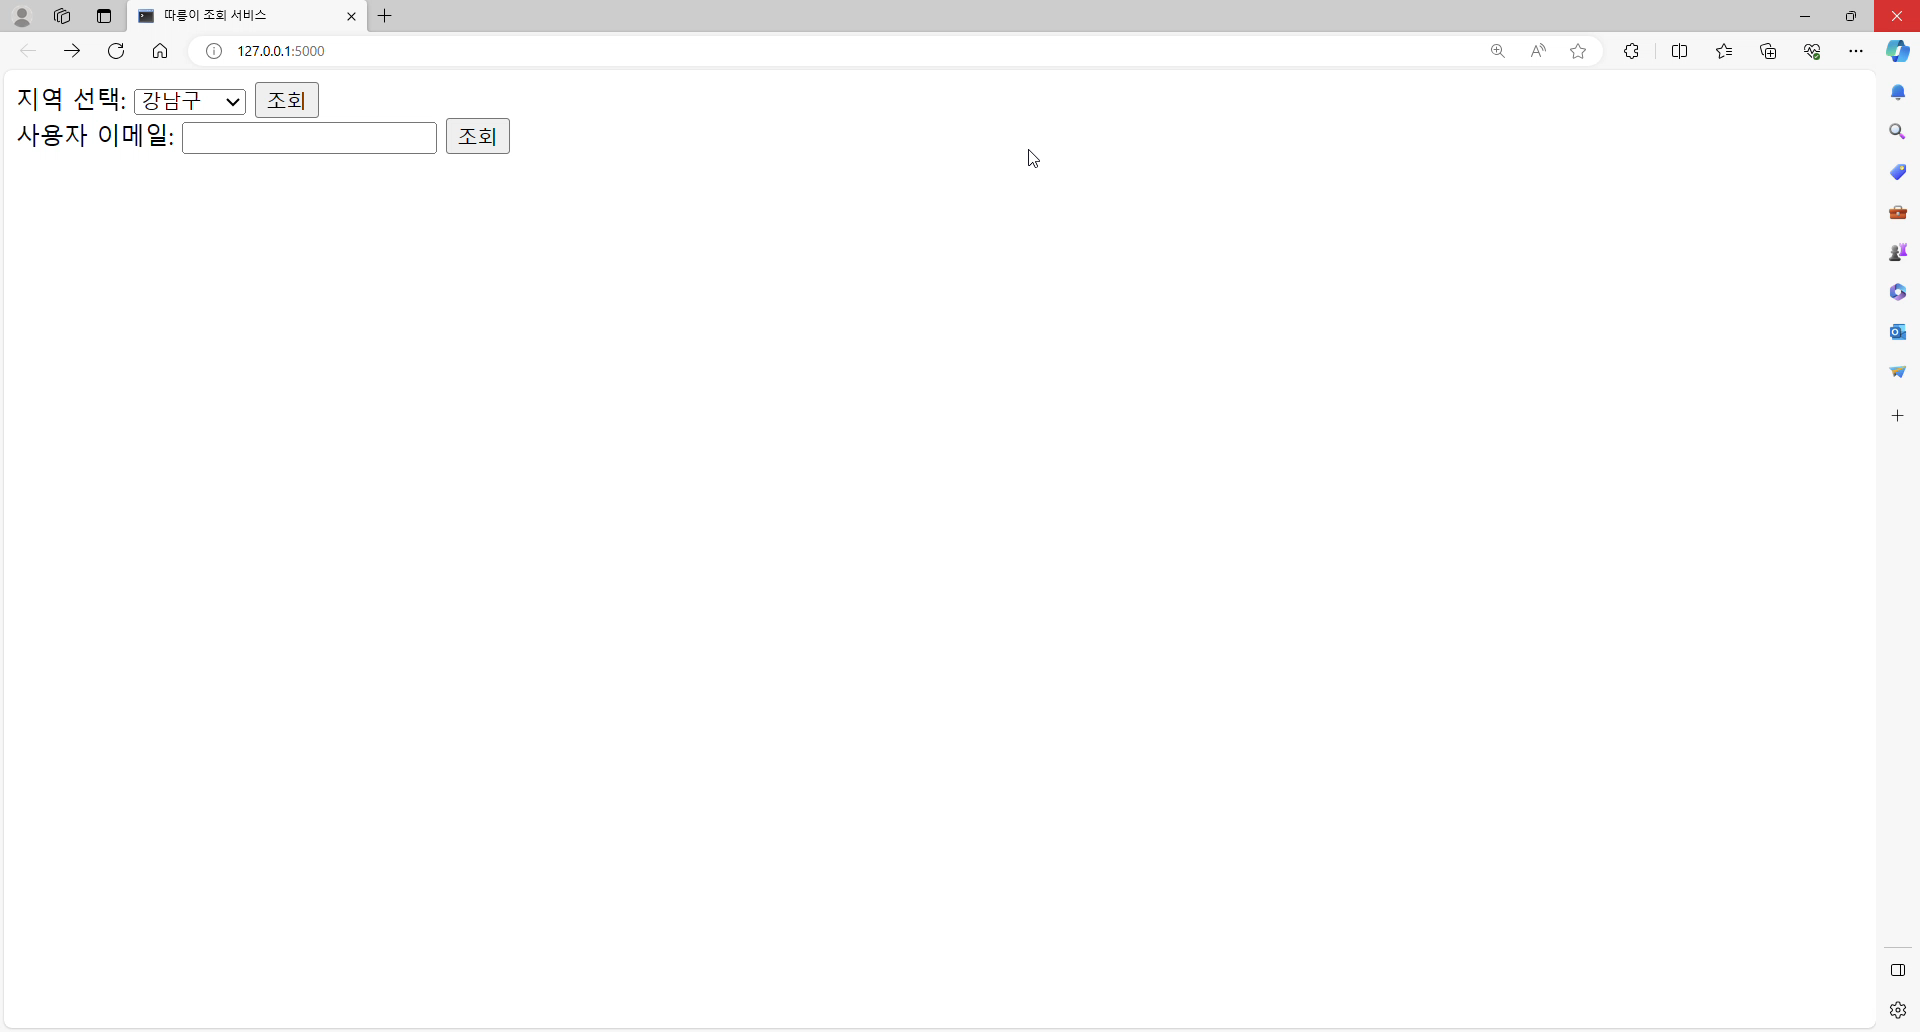 따릉이 조회 서비스
127.0.0.1:5000
지역 선택: 강남구 조회
사용자 이메일: 조회